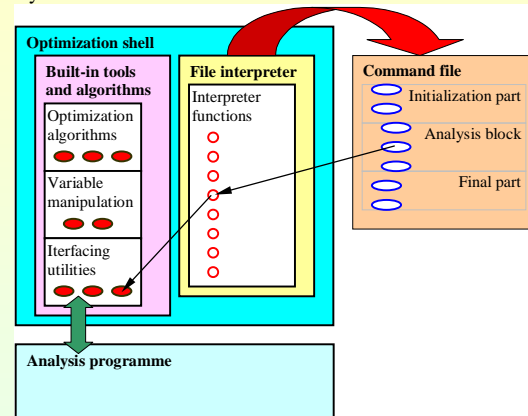 Optimization shell
Built-in tools
and algorithms
Optimization
algorithms
Variable
manipulation
Iterfacing
utilities
File interpreter
Interpreter
functions
Command file
Initialization part
Analysis block
Final part
Analysis programme